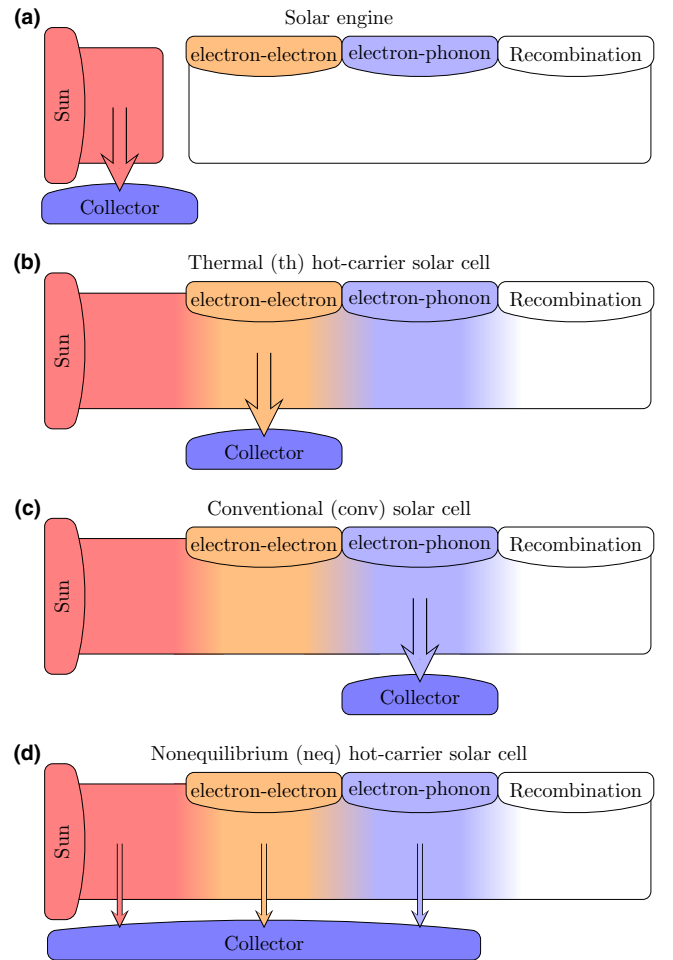 (a)
Solar engine
Sun
electron-electron
electron-phonon
Recombination
Collector
(b)
Thermal (th) hot-carrier solar cell
Sun
electron-electron
electron-phonon
Recombination
Collector
(c)
Conventional (conv) solar cell
Sun
electron-electron
electron-phonon
Recombination
Collector
(d)
Nonequilibrium (neq) hot-carrier solar cell
Sun
electron-electron
electron-phonon
Recombination
Collector